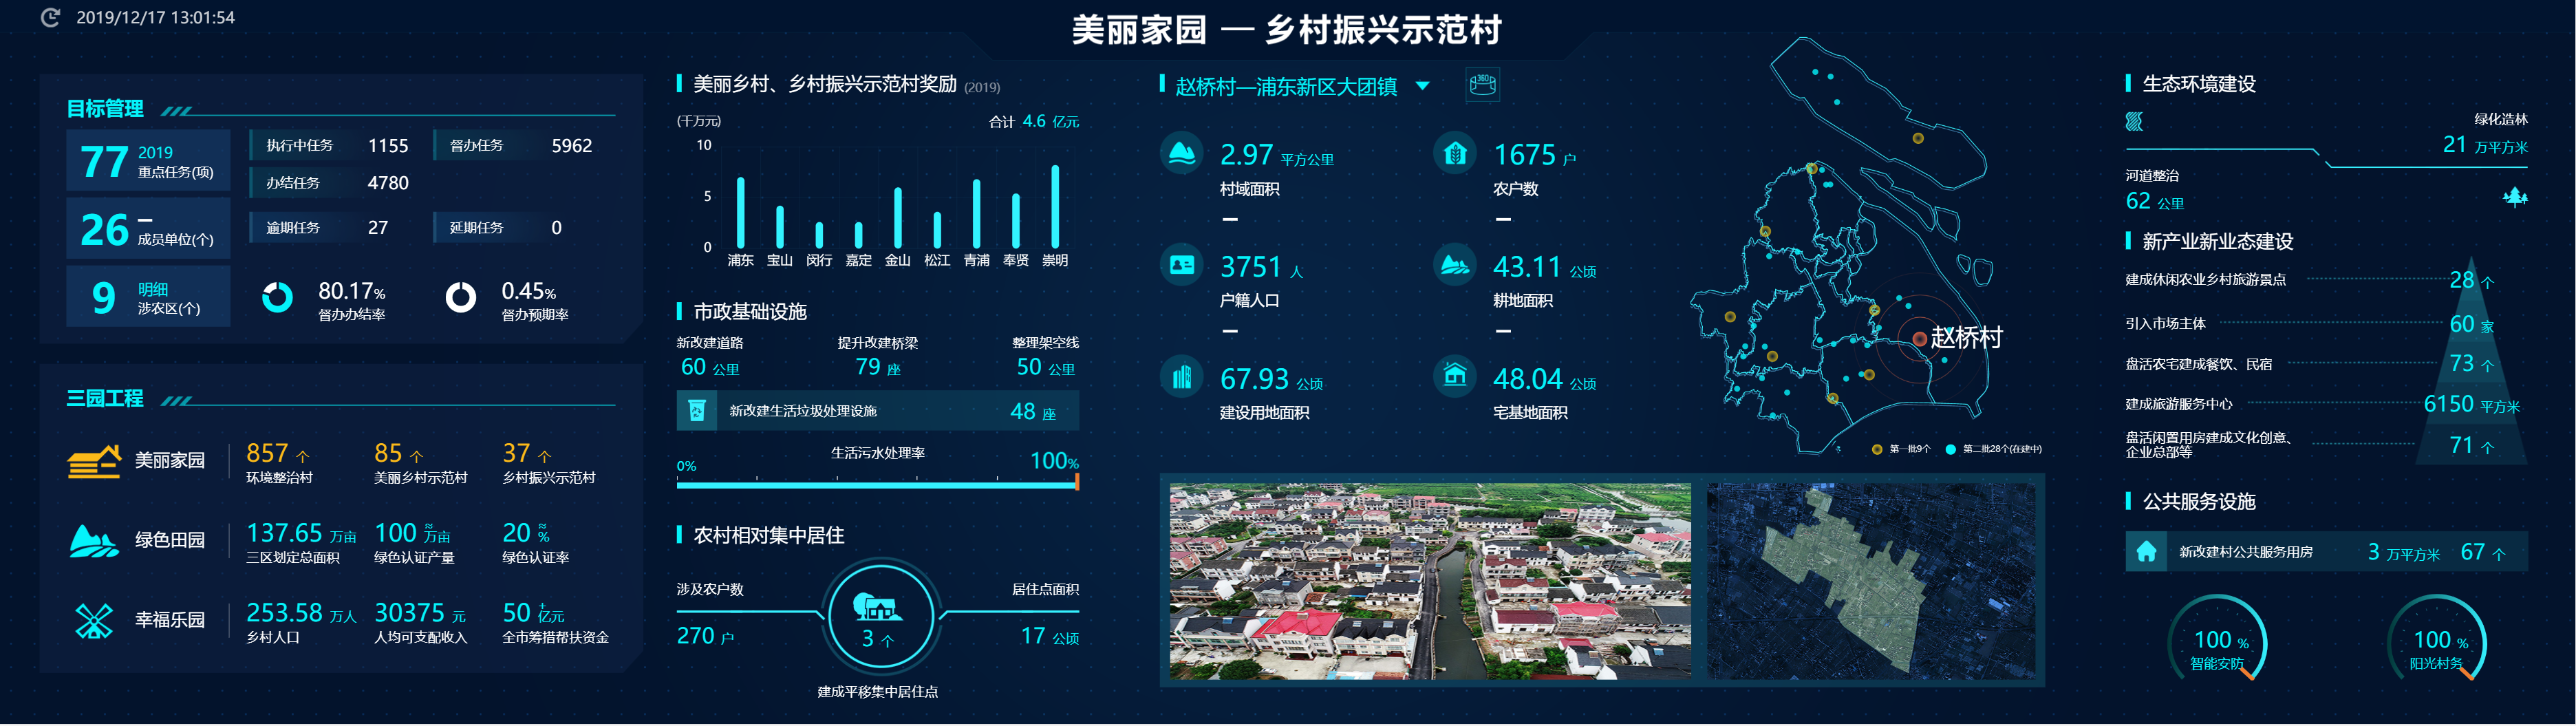 2019/12/17 13:01:54
美丽家园 — 乡村振兴示范村
目标管理
77 2019
重点任务(项)
执行中任务 1155 督办任务 5962
办结任务 4780
26
成员单位(个)
逾期任务 27 延期任务 0
9 明细
涉农区(个)
80.17%
督办办结率
0.45%
督办预期率
三园工程
美丽家园
857 个
环境整治村
85 个
美丽乡村示范村
37 个
乡村振兴示范村
绿色田园
137.65 万亩
三区划定总面积
100 ≈万亩
绿色认证产量
20 ≈%
绿色认证率
幸福乐园
253.58 万人
乡村人口
30375 元
人均可支配收入
50 +亿元
全市筹措帮扶资金
美丽乡村、乡村振兴示范村奖励 (2019)
(千万元)
合计 4.6 亿元
10
5
0
浦东 宝山 闵行 嘉定 金山 松江 青浦 奉贤 崇明
市政基础设施
新改建道路 提升改建桥梁 整理架空线
60 公里 79 座 50 公里
新改建生活垃圾处理设施 48 座
生活污水处理率
0% 100%
农村相对集中居住
涉及农户数
270 户
3 个
居住点面积
17 公顷
建成平移集中居住点
赵桥村—浦东新区大团镇
360
2.97 平方公里
村域面积
1675 户
农户数
3751 人
户籍人口
43.11 公顷
耕地面积
67.93 公顷
建设用地面积
48.04 公顷
宅基地面积
赵桥村
第一批9个 第二批28个(在建中)
生态环境建设
绿化造林
21 万平方米
河道整治
62 公里
新产业新业态建设
建成休闲农业乡村旅游景点 28 个
引入市场主体 60 家
盘活农宅建成餐饮、民宿 73 个
建成旅游服务中心 6150 平方米
盘活闲置用房建成文化创意、
企业总部等 71 个
公共服务设施
新改建村公共服务用房 3 万平方米 67 个
100 %
智能安防
100 %
阳光村务